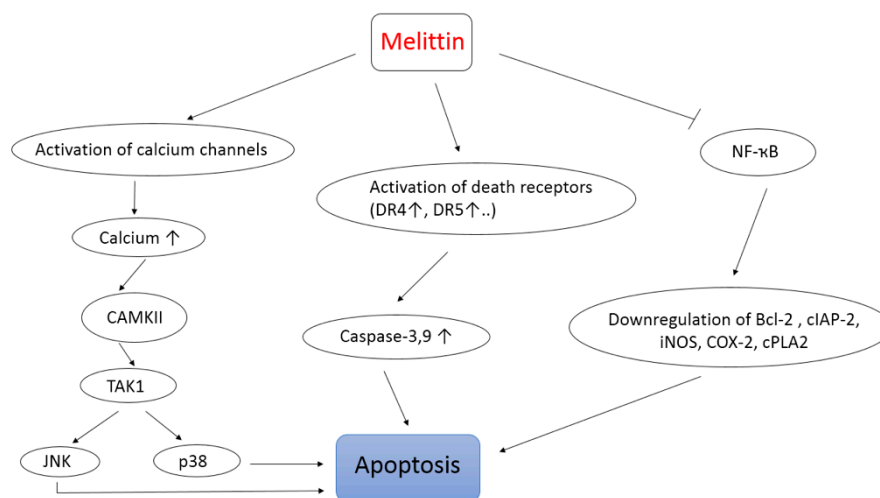 Melittin
Activation of calcium channels
NF-κB
Activation of death receptors
(DR4↑, DR5↑..)
Calcium ↑
CAMKII
Caspase-3,9 ↑
Downregulation of Bcl-2 , cIAP-2,
iNOS, COX-2, cPLA2
TAK1
JNK
p38
Apoptosis